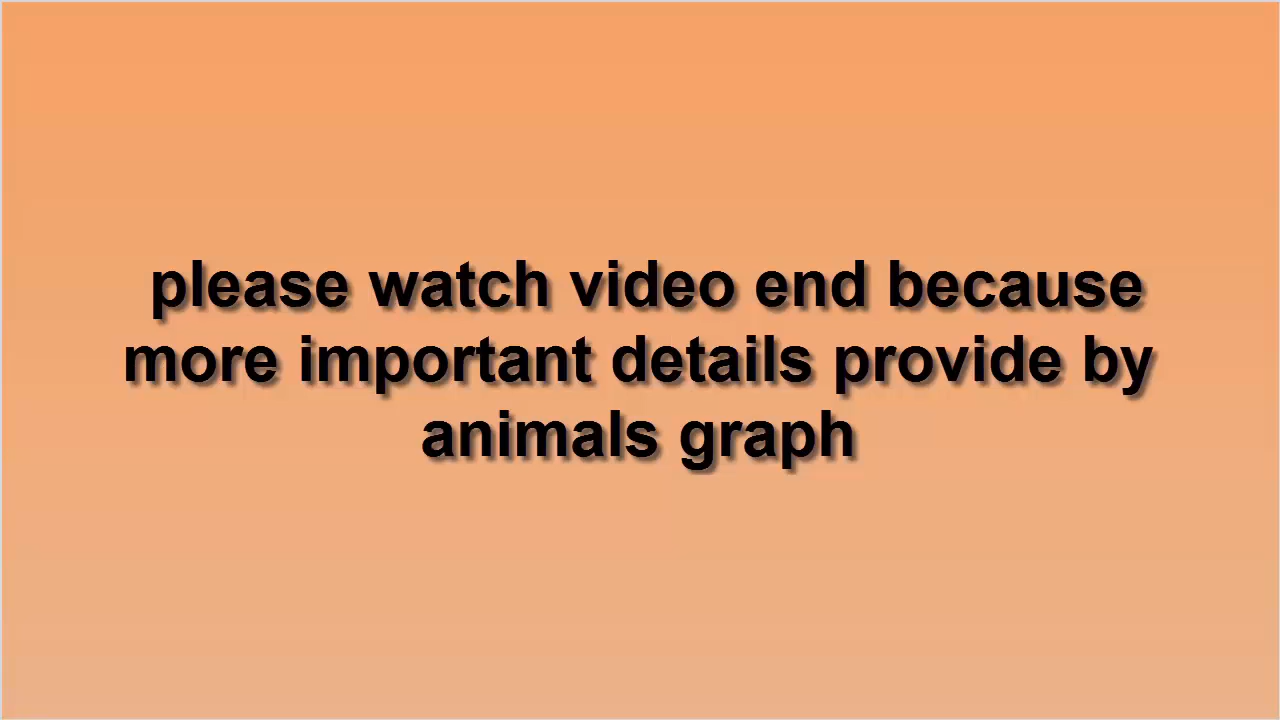 please watch video end because
more important details provide by
animals graph